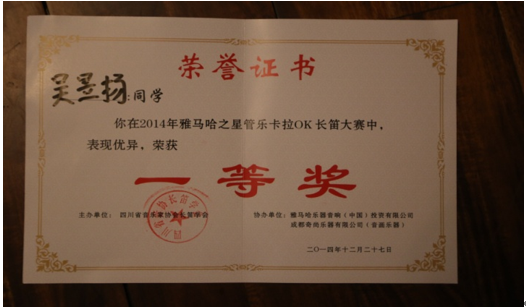 荣誉证书
吴昱扬:同学
你在2014年雅马哈之星管乐卡拉OK长笛大赛中,
表现优异,荣获
一等奖
主办单位: 四川省音乐家协会长笛学会
协办单位: 雅马哈乐器音响(中国)投资有限公司
成都奇尚乐器有限公司(音画乐器)
二〇一四年十二月二十七日